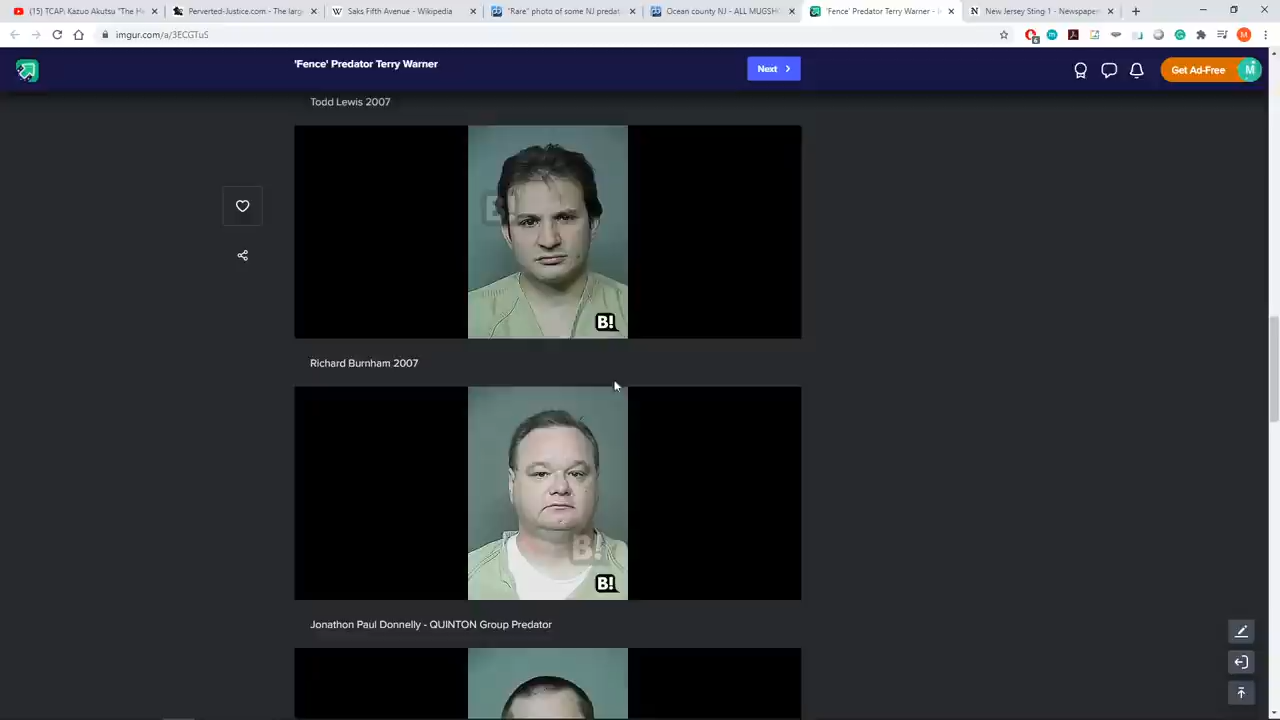 (15) TCAP: Kazuo Akutsu "The H
Perverted-Justice.com - The larg
Saks Fifth Avenue - Wikipedia
"Rare" photo of some NJ predat
Ocean county NJ - ALL MUGSH
'Fence' Predator Terry Warner -
New Jersey Sting 1 - Newspaper
imgur.com/a/3ECGTuS
M
'Fence' Predator Terry Warner
Next
Get Ad-Free
M
Todd Lewis 2007
B!
B!
Richard Burnham 2007
B!
B!
Jonathon Paul Donnelly - QUINTON Group Predator